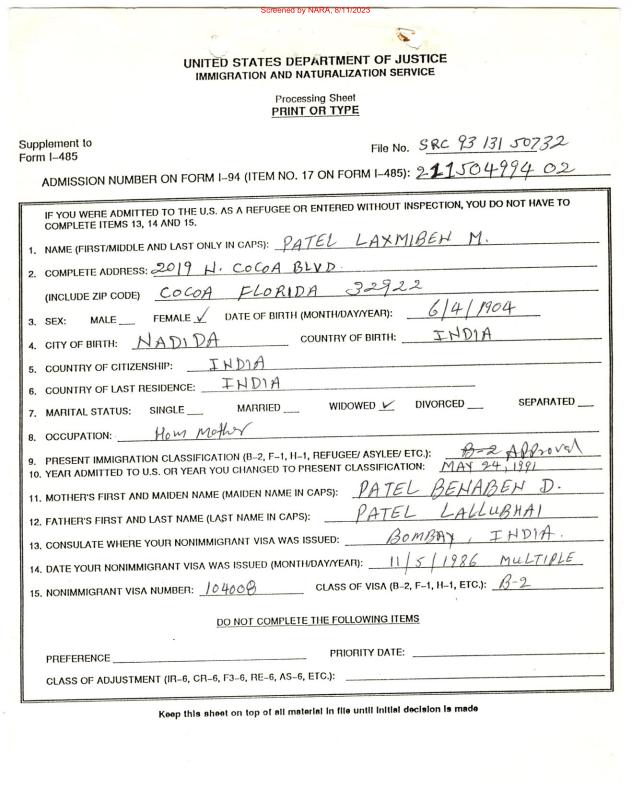 Screened by NARA, 8/11/2023
UNITED STATES DEPARTMENT OF JUSTICE
IMMIGRATION AND NATURALIZATION SERVICE
Processing Sheet
PRINT OR TYPE
Supplement to
Form I-485
File No. SRC 93 131 50732
ADMISSION NUMBER ON FORM I-94 (ITEM NO. 17 ON FORM I-485): 211504994 02
IF YOU WERE ADMITTED TO THE U.S. AS A REFUGEE OR ENTERED WITHOUT INSPECTION, YOU DO NOT HAVE TO
COMPLETE ITEMS 13, 14 AND 15.
1. NAME (FIRST/MIDDLE AND LAST ONLY IN CAPS): PATEL LAXMIBEN M.
2. COMPLETE ADDRESS: 2019 N. COCOA BLVD.
(INCLUDE ZIP CODE) COCOA FLORIDA 32922
3. SEX: MALE FEMALE ✓ DATE OF BIRTH (MONTH/DAY/YEAR): 6/4/1904
4. CITY OF BIRTH: NADIDA COUNTRY OF BIRTH: INDIA
5. COUNTRY OF CITIZENSHIP: INDIA
6. COUNTRY OF LAST RESIDENCE: INDIA
7. MARITAL STATUS: SINGLE MARRIED WIDOWED ✓ DIVORCED SEPARATED
8. OCCUPATION: Hom Mother
9. PRESENT IMMIGRATION CLASSIFICATION (B-2, F-1, H-1, REFUGEE/ ASYLEE/ ETC.): B-2 Approval
10. YEAR ADMITTED TO U.S. OR YEAR YOU CHANGED TO PRESENT CLASSIFICATION: MAY 24, 1991
11. MOTHER'S FIRST AND MAIDEN NAME (MAIDEN NAME IN CAPS): PATEL BENABEN D.
12. FATHER'S FIRST AND LAST NAME (LAST NAME IN CAPS): PATEL LALLUBHAI
13. CONSULATE WHERE YOUR NONIMMIGRANT VISA WAS ISSUED: BOMBAY, INDIA.
14. DATE YOUR NONIMMIGRANT VISA WAS ISSUED (MONTH/DAY/YEAR): 11/5/1986 MULTIPLE
15. NONIMMIGRANT VISA NUMBER: 104008 CLASS OF VISA (B-2, F-1, H-1, ETC.): B-2
DO NOT COMPLETE THE FOLLOWING ITEMS
PREFERENCE PRIORITY DATE:
CLASS OF ADJUSTMENT (IR-6, CR-6, F3-6, RE-6, AS-6, ETC.):
Keep this sheet on top of all material in file until initial decision is made